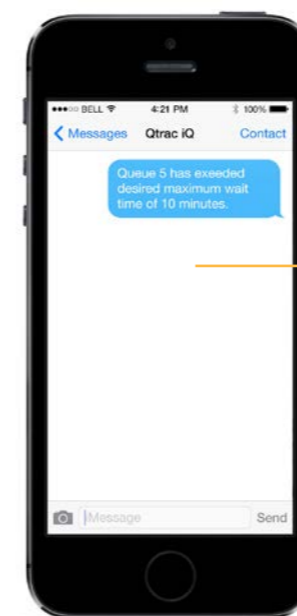 BELL 4:21 PM 100%
Messages Qtrac iQ Contact
Queue 5 has exeeded
desired maximum wait
time of 10 minutes.
iMessage Send